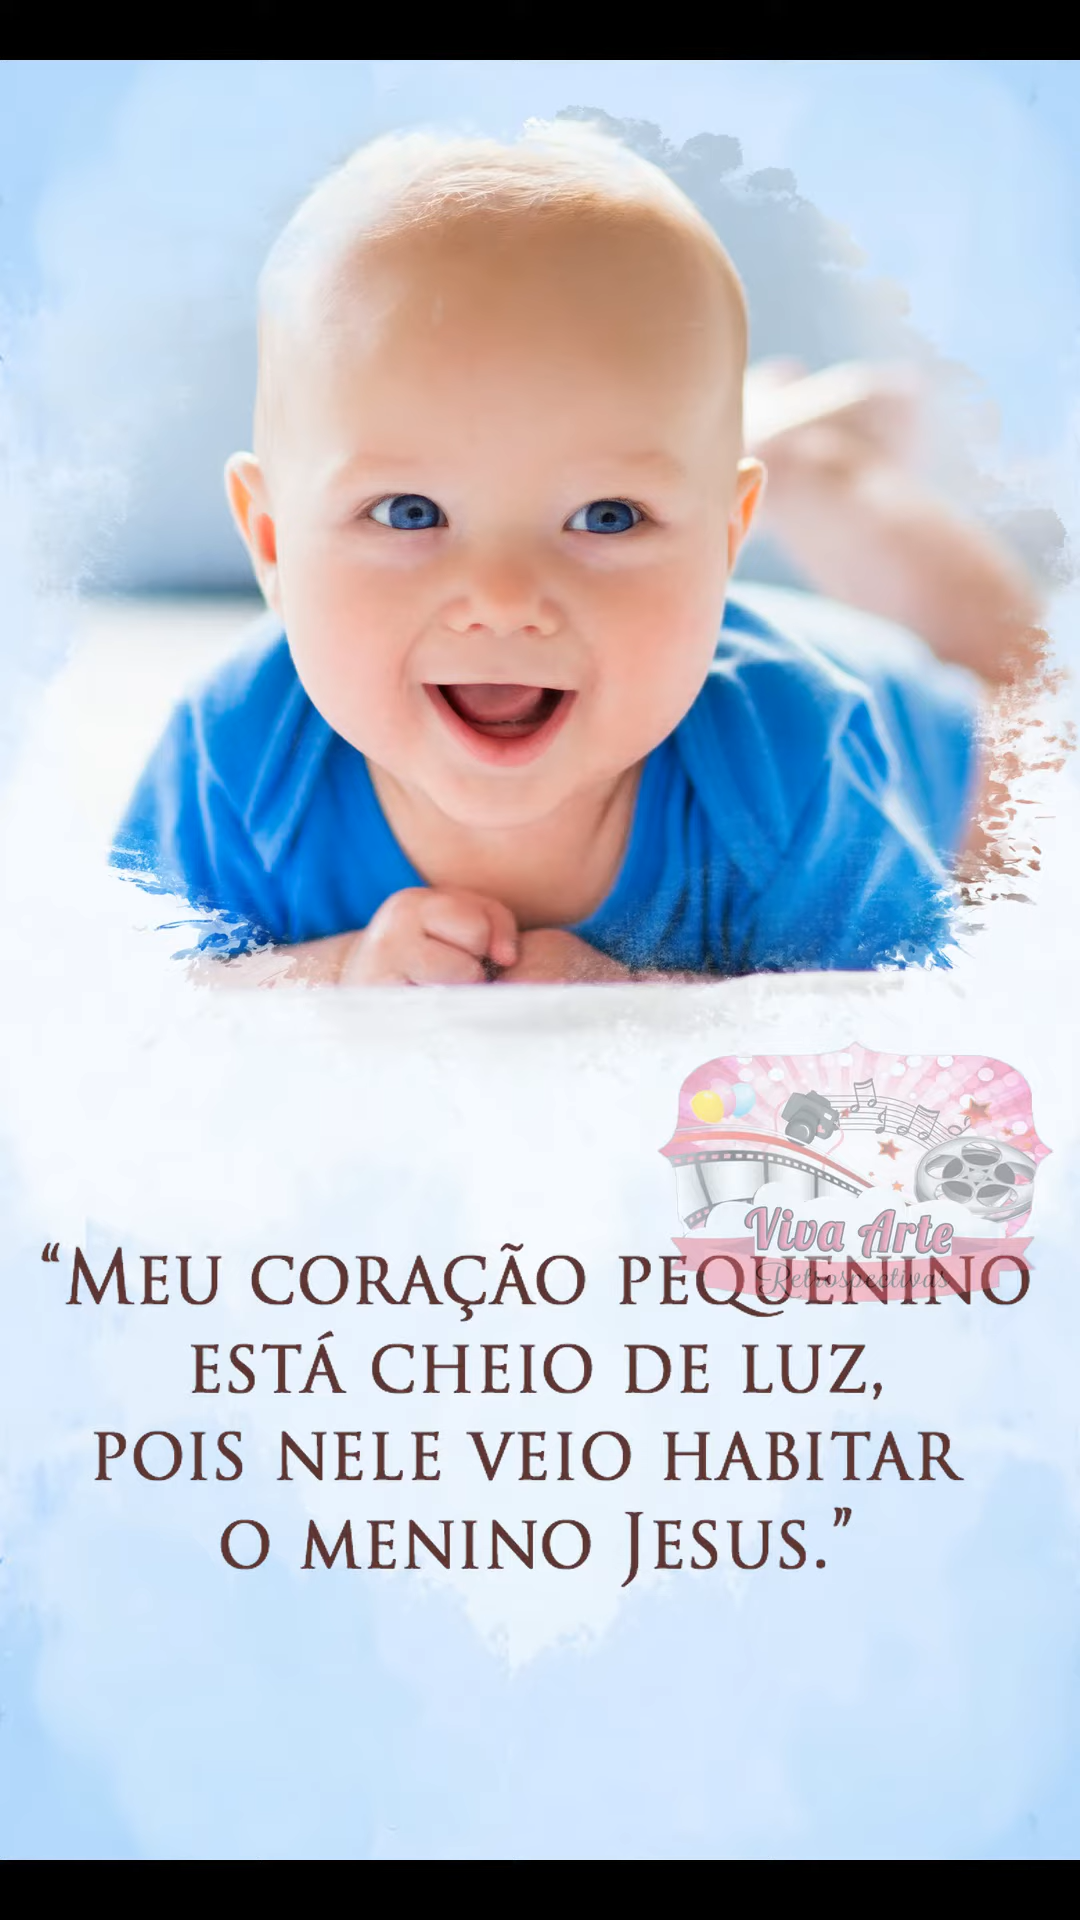 Viva Arte
Retrospectivas
“MEU CORAÇÃO PEQUENINO
ESTÁ CHEIO DE LUZ,
POIS NELE VEIO HABITAR
O MENINO JESUS.”